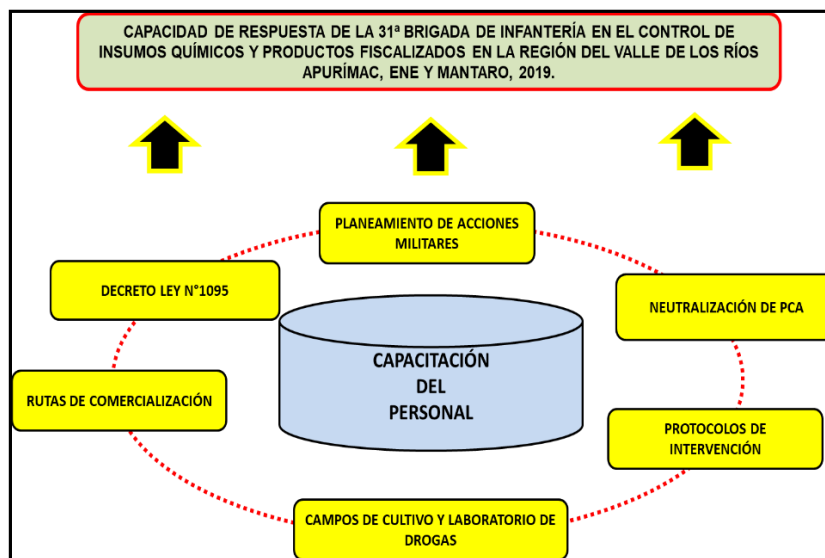 CAPACIDAD DE RESPUESTA DE LA 31ª BRIGADA DE INFANTERÍA EN EL CONTROL DE
INSUMOS QUÍMICOS Y PRODUCTOS FISCALIZADOS EN LA REGIÓN DEL VALLE DE LOS RÍOS
APURÍMAC, ENE Y MANTARO, 2019.
PLANEAMIENTO DE ACCIONES
MILITARES
DECRETO LEY N°1095
NEUTRALIZACIÓN DE PCA
CAPACITACIÓN
DEL
PERSONAL
RUTAS DE COMERCIALIZACIÓN
PROTOCOLOS DE
INTERVENCIÓN
CAMPOS DE CULTIVO Y LABORATORIO DE
DROGAS